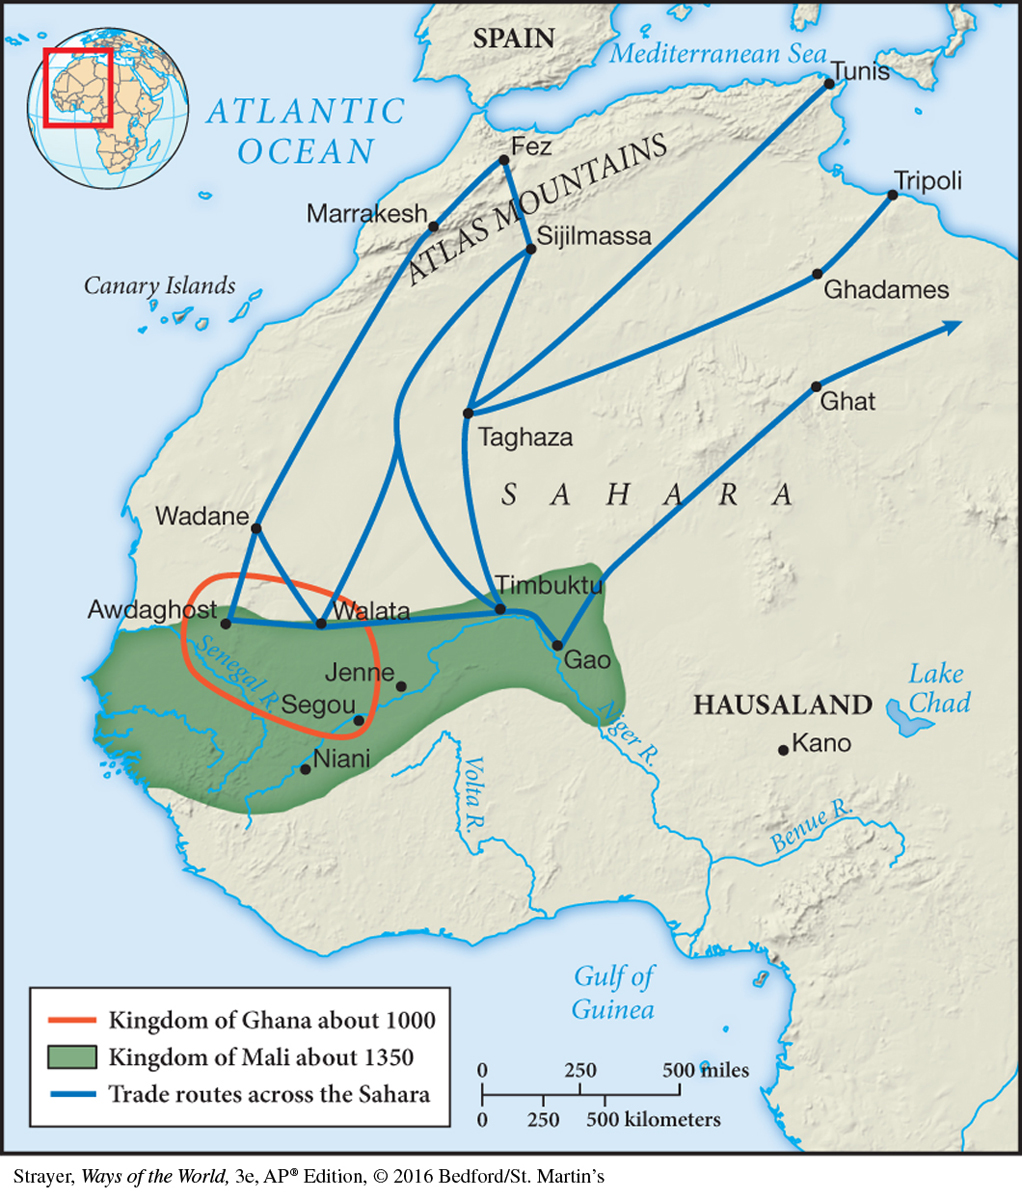 SPAIN
Mediterranean Sea
Tunis
ATLANTIC
OCEAN
Fez
ATLAS MOUNTAINS
Tripoli
Marrakesh
Sijilmassa
Canary Islands
Ghadames
Ghat
Taghaza
SAHARA
Wadane
Timbuktu
Awdaghost
Walata
Senegal R.
Jenne
Gao
Segou
Lake
Chad
HAUSALAND
Niger R.
Kano
Niani
Volta R.
Benue R.
Gulf of
Guinea
Kingdom of Ghana about 1000
Kingdom of Mali about 1350
Trade routes across the Sahara
0 250 500 miles
0 250 500 kilometers
Strayer, Ways of the World, 3e, AP® Edition, © 2016 Bedford/St. Martin's